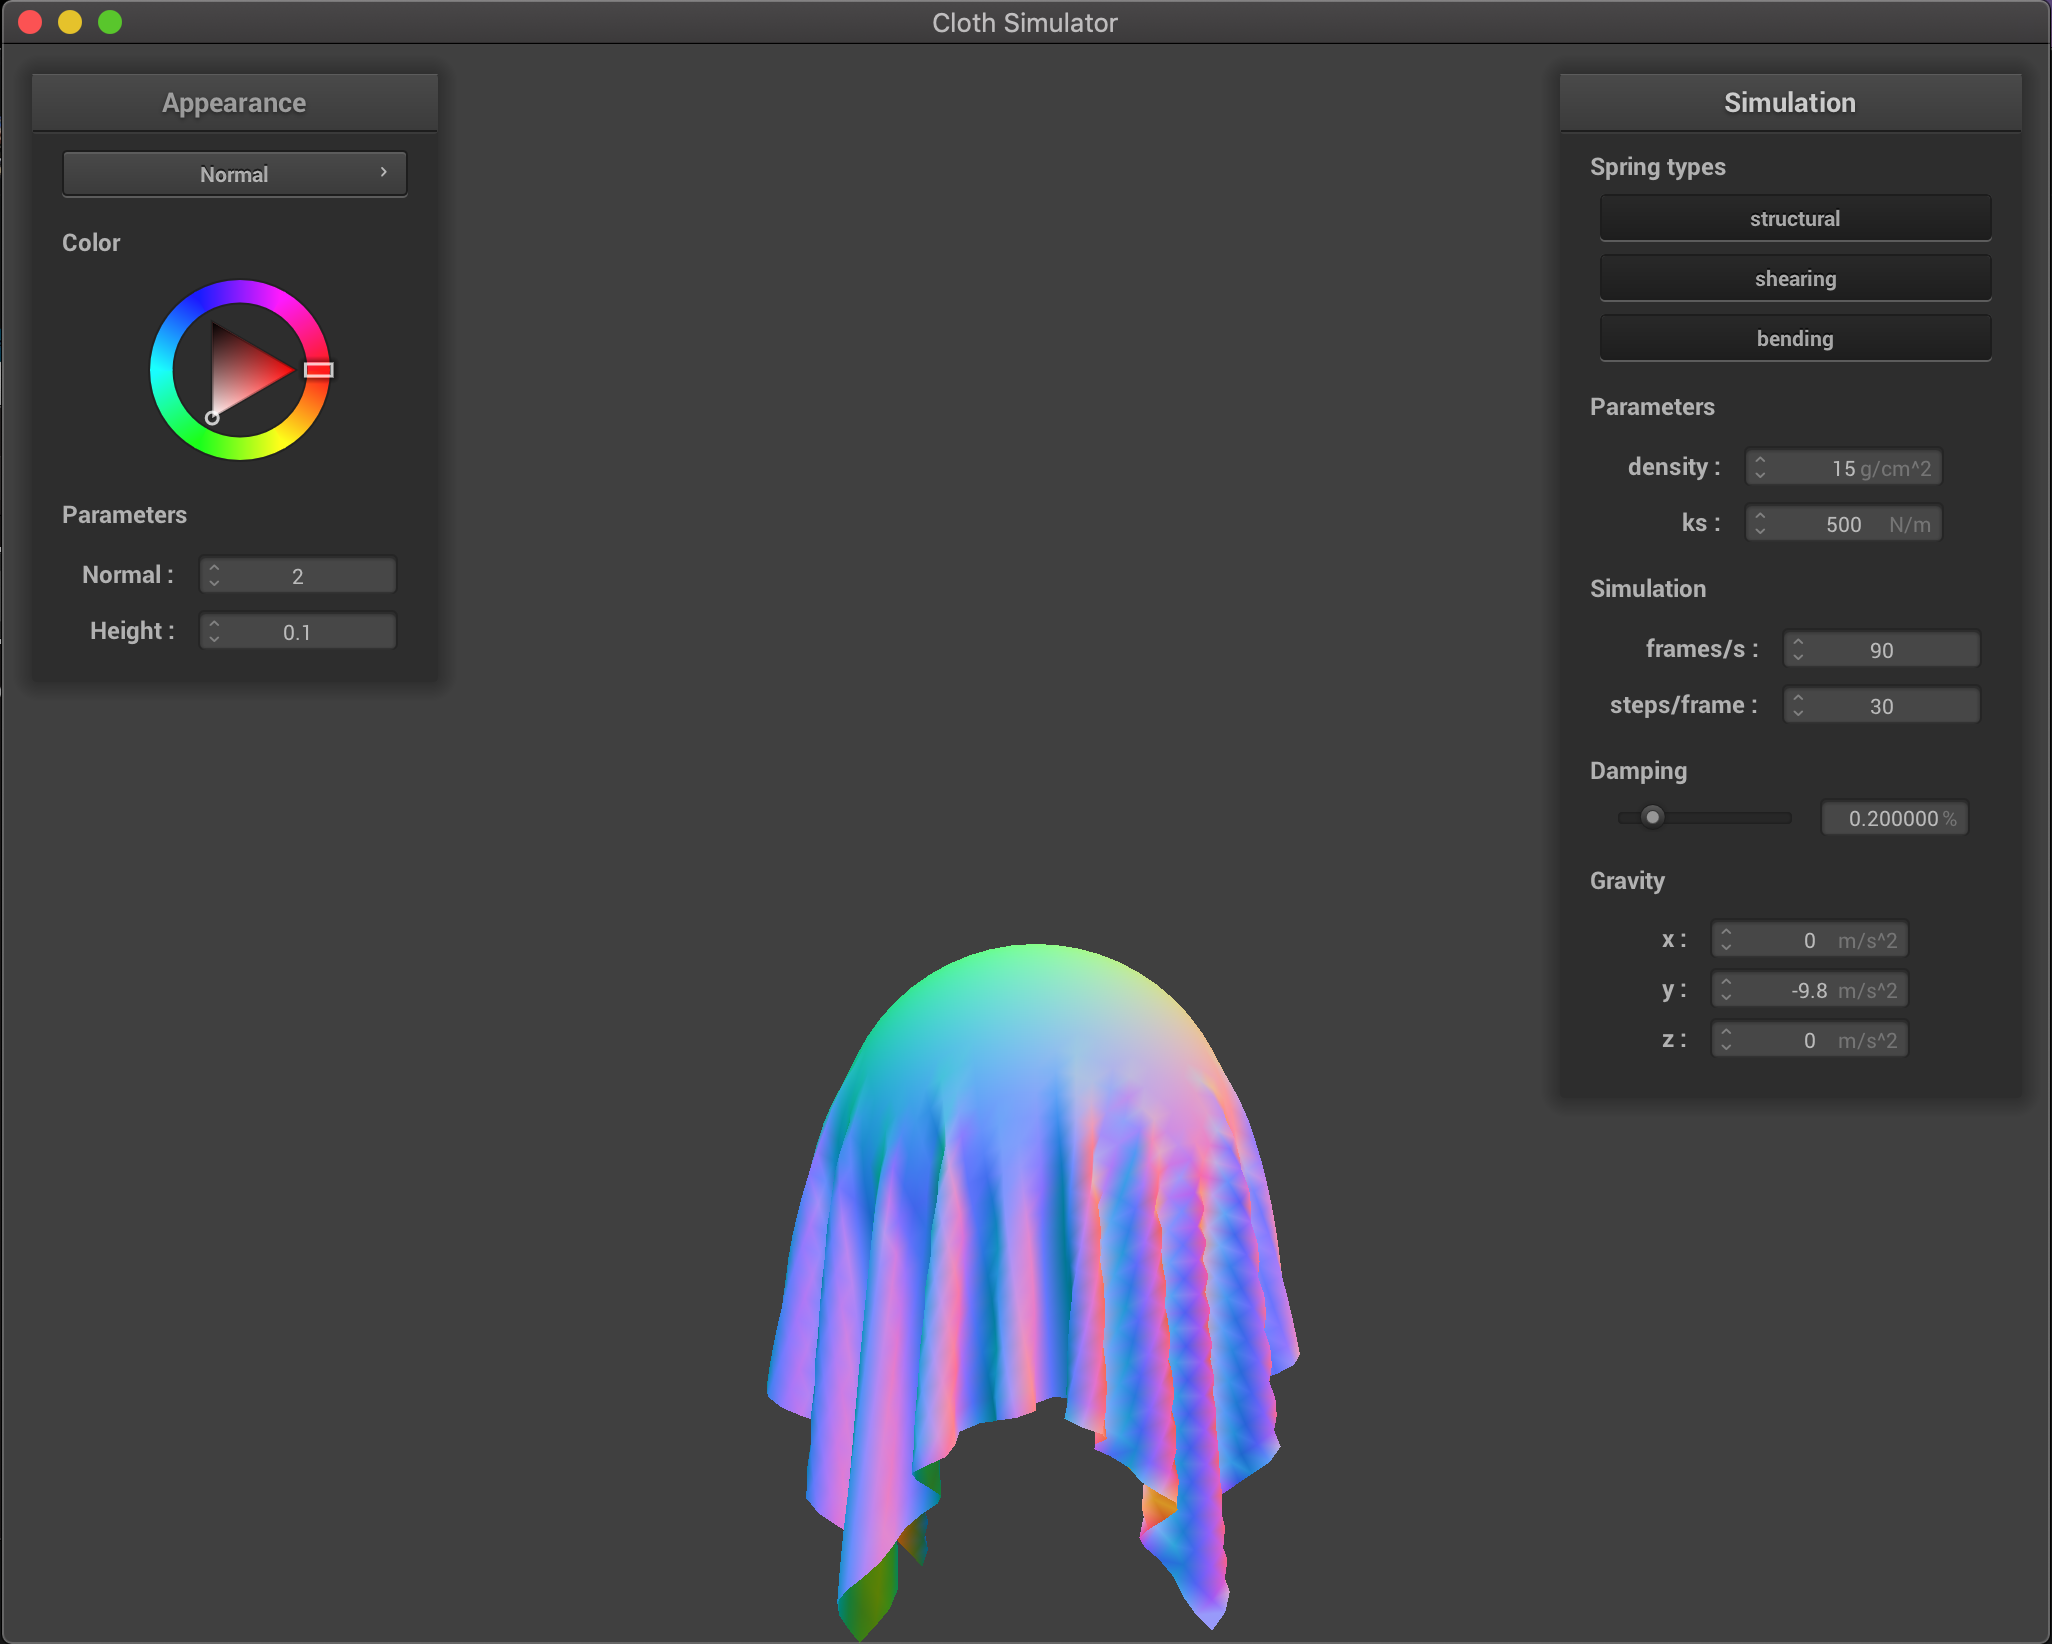 Cloth Simulator
Appearance
Normal
Color
Parameters
Normal : 2
Height : 0.1
Simulation
Spring types
structural
shearing
bending
Parameters
density : 15 g/cm^2
ks : 500 N/m
Simulation
frames/s : 90
steps/frame : 30
Damping
0.200000 %
Gravity
x : 0 m/s^2
y : -9.8 m/s^2
z : 0 m/s^2